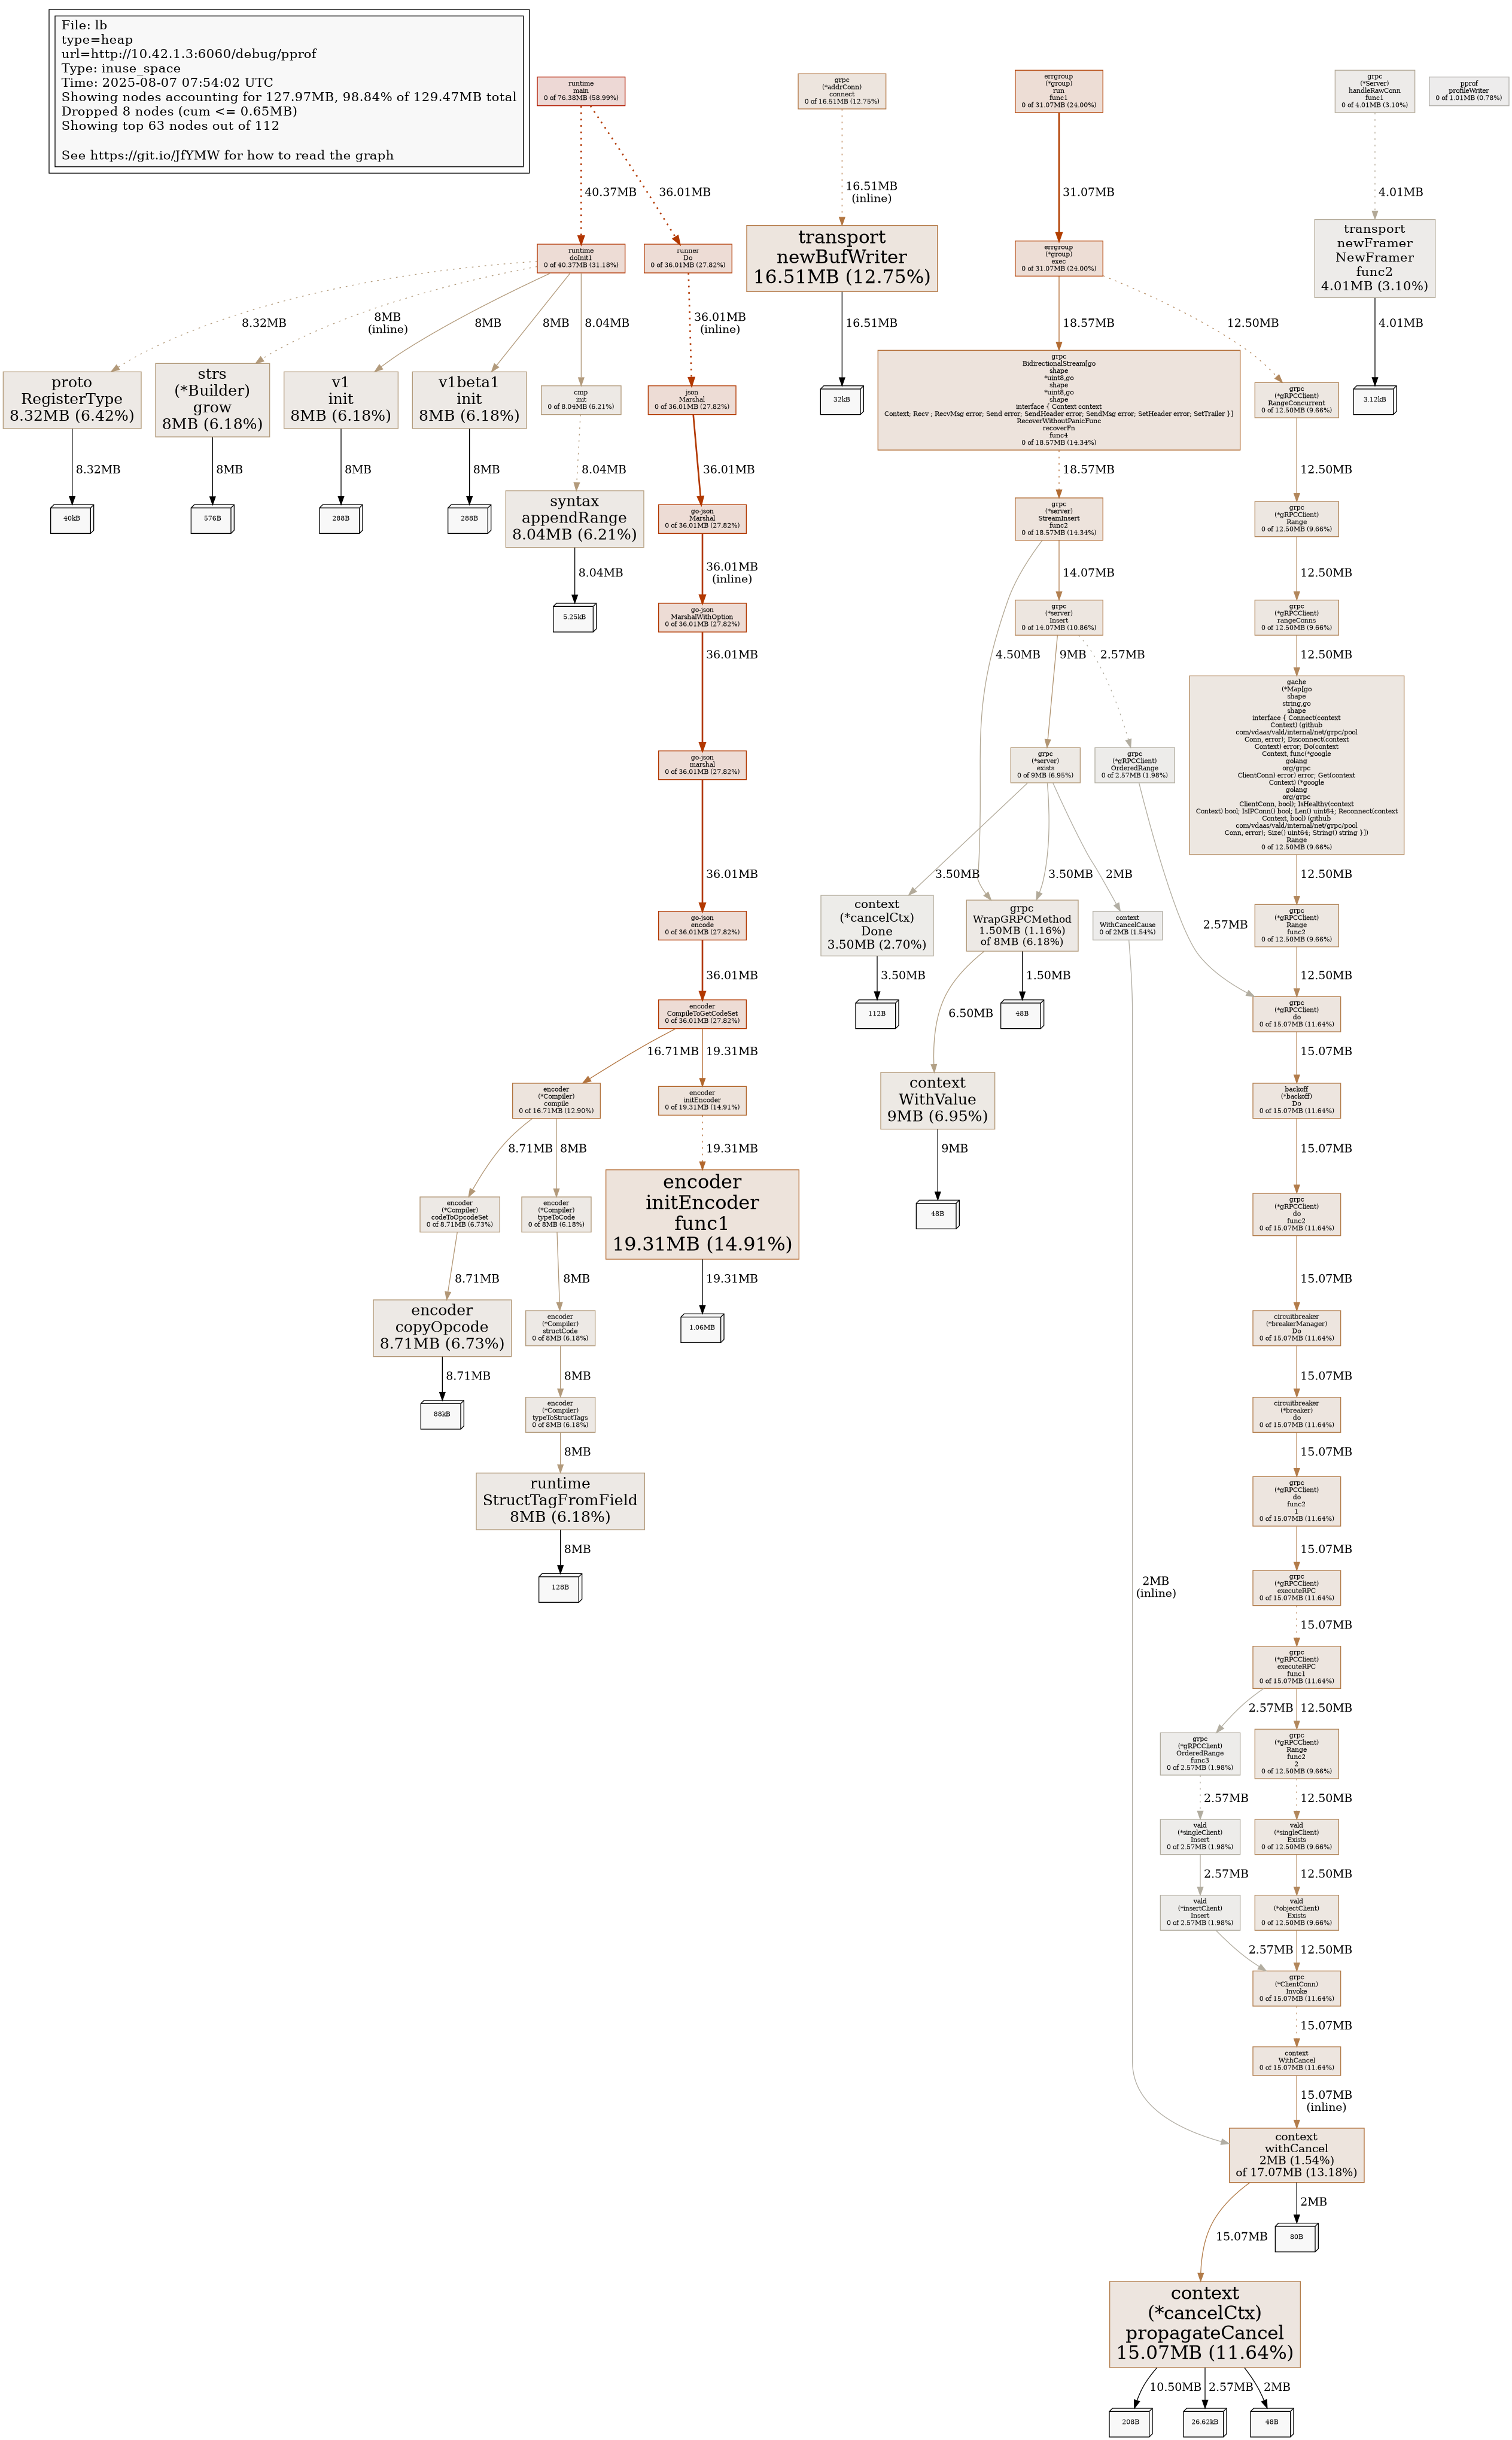 File: lb
type=heap
url=http://10.42.1.3:6060/debug/pprof
Type: inuse_space
Time: 2025-08-07 07:54:02 UTC
Showing nodes accounting for 127.97MB, 98.84% of 129.47MB total
Dropped 8 nodes (cum <= 0.65MB)
Showing top 63 nodes out of 112
See https://git.io/JfYMW for how to read the graph
runtime
main
0 of 76.38MB (58.99%)
grpc
(*addrConn)
connect
0 of 16.51MB (12.75%)
errgroup
(*group)
run
func1
0 of 31.07MB (24.00%)
grpc
(*Server)
handleRawConn
func1
0 of 4.01MB (3.10%)
pprof
profileWriter
0 of 1.01MB (0.78%)
40.37MB
36.01MB
16.51MB
(inline)
31.07MB
4.01MB
runtime
doInit1
0 of 40.37MB (31.18%)
runner
Do
0 of 36.01MB (27.82%)
transport
newBufWriter
16.51MB (12.75%)
errgroup
(*group)
exec
0 of 31.07MB (24.00%)
transport
newFramer
NewFramer
func2
4.01MB (3.10%)
8.32MB
8MB
(inline)
8MB
8MB
8.04MB
36.01MB
(inline)
16.51MB
18.57MB
12.50MB
4.01MB
proto
RegisterType
8.32MB (6.42%)
strs
(*Builder)
grow
8MB (6.18%)
v1
init
8MB (6.18%)
v1beta1
init
8MB (6.18%)
cmp
init
0 of 8.04MB (6.21%)
json
Marshal
0 of 36.01MB (27.82%)
32kB
grpc
BidirectionalStream[go
shape
*uint8,go
shape
*uint8,go
shape
interface { Context context
Context; Recv ; RecvMsg error; Send error; SendHeader error; SendMsg error; SetHeader error; SetTrailer }]
RecoverWithoutPanicFunc
recoverFn
func4
0 of 18.57MB (14.34%)
grpc
(*gRPCClient)
RangeConcurrent
0 of 12.50MB (9.66%)
3.12kB
8.32MB
8MB
8MB
8MB
8.04MB
36.01MB
18.57MB
12.50MB
40kB
576B
288B
288B
syntax
appendRange
8.04MB (6.21%)
go-json
Marshal
0 of 36.01MB (27.82%)
grpc
(*server)
StreamInsert
func2
0 of 18.57MB (14.34%)
grpc
(*gRPCClient)
Range
0 of 12.50MB (9.66%)
8.04MB
36.01MB
(inline)
14.07MB
12.50MB
5.25kB
go-json
MarshalWithOption
0 of 36.01MB (27.82%)
grpc
(*server)
Insert
0 of 14.07MB (10.86%)
grpc
(*gRPCClient)
rangeConns
0 of 12.50MB (9.66%)
36.01MB
4.50MB
9MB
2.57MB
12.50MB
go-json
marshal
0 of 36.01MB (27.82%)
grpc
(*server)
exists
0 of 9MB (6.95%)
grpc
(*gRPCClient)
OrderedRange
0 of 2.57MB (1.98%)
gache
(*Map[go
shape
string,go
shape
interface { Connect(context
Context) (github
com/vdaas/vald/internal/net/grpc/pool
Conn, error); Disconnect(context
Context) error; Do(context
Context, func(*google
golang
org/grpc
ClientConn) error) error; Get(context
Context) (*google
golang
org/grpc
ClientConn, bool); IsHealthy(context
Context) bool; IsIPConn() bool; Len() uint64; Reconnect(context
Context, bool) (github
com/vdaas/vald/internal/net/grpc/pool
Conn, error); Size() uint64; String() string }])
Range
0 of 12.50MB (9.66%)
36.01MB
3.50MB
3.50MB
2MB
2.57MB
12.50MB
go-json
encode
0 of 36.01MB (27.82%)
context
(*cancelCtx)
Done
3.50MB (2.70%)
grpc
WrapGRPCMethod
1.50MB (1.16%)
of 8MB (6.18%)
context
WithCancelCause
0 of 2MB (1.54%)
grpc
(*gRPCClient)
Range
func2
0 of 12.50MB (9.66%)
36.01MB
3.50MB
1.50MB
12.50MB
encoder
CompileToGetCodeSet
0 of 36.01MB (27.82%)
112B
48B
grpc
(*gRPCClient)
do
0 of 15.07MB (11.64%)
16.71MB
19.31MB
6.50MB
15.07MB
encoder
(*Compiler)
compile
0 of 16.71MB (12.90%)
encoder
initEncoder
0 of 19.31MB (14.91%)
context
WithValue
9MB (6.95%)
backoff
(*backoff)
Do
0 of 15.07MB (11.64%)
8.71MB
8MB
19.31MB
9MB
15.07MB
encoder
(*Compiler)
codeToOpcodeSet
0 of 8.71MB (6.73%)
encoder
(*Compiler)
typeToCode
0 of 8MB (6.18%)
encoder
initEncoder
func1
19.31MB (14.91%)
48B
grpc
(*gRPCClient)
do
func2
0 of 15.07MB (11.64%)
8.71MB
8MB
19.31MB
15.07MB
encoder
copyOpcode
8.71MB (6.73%)
encoder
(*Compiler)
structCode
0 of 8MB (6.18%)
1.06MB
circuitbreaker
(*breakerManager)
Do
0 of 15.07MB (11.64%)
8.71MB
8MB
15.07MB
88kB
encoder
(*Compiler)
typeToStructTags
0 of 8MB (6.18%)
circuitbreaker
(*breaker)
do
0 of 15.07MB (11.64%)
8MB
15.07MB
runtime
StructTagFromField
8MB (6.18%)
grpc
(*gRPCClient)
do
func2
1
0 of 15.07MB (11.64%)
8MB
15.07MB
128B
grpc
(*gRPCClient)
executeRPC
0 of 15.07MB (11.64%)
2MB
(inline)
15.07MB
grpc
(*gRPCClient)
executeRPC
func1
0 of 15.07MB (11.64%)
2.57MB
12.50MB
grpc
(*gRPCClient)
OrderedRange
func3
0 of 2.57MB (1.98%)
grpc
(*gRPCClient)
Range
func2
2
0 of 12.50MB (9.66%)
2.57MB
12.50MB
vald
(*singleClient)
Insert
0 of 2.57MB (1.98%)
vald
(*singleClient)
Exists
0 of 12.50MB (9.66%)
2.57MB
12.50MB
vald
(*insertClient)
Insert
0 of 2.57MB (1.98%)
vald
(*objectClient)
Exists
0 of 12.50MB (9.66%)
2.57MB
12.50MB
grpc
(*ClientConn)
Invoke
0 of 15.07MB (11.64%)
15.07MB
context
WithCancel
0 of 15.07MB (11.64%)
15.07MB
(inline)
context
withCancel
2MB (1.54%)
of 17.07MB (13.18%)
15.07MB
2MB
80B
context
(*cancelCtx)
propagateCancel
15.07MB (11.64%)
10.50MB
2.57MB
2MB
208B
26.62kB
48B